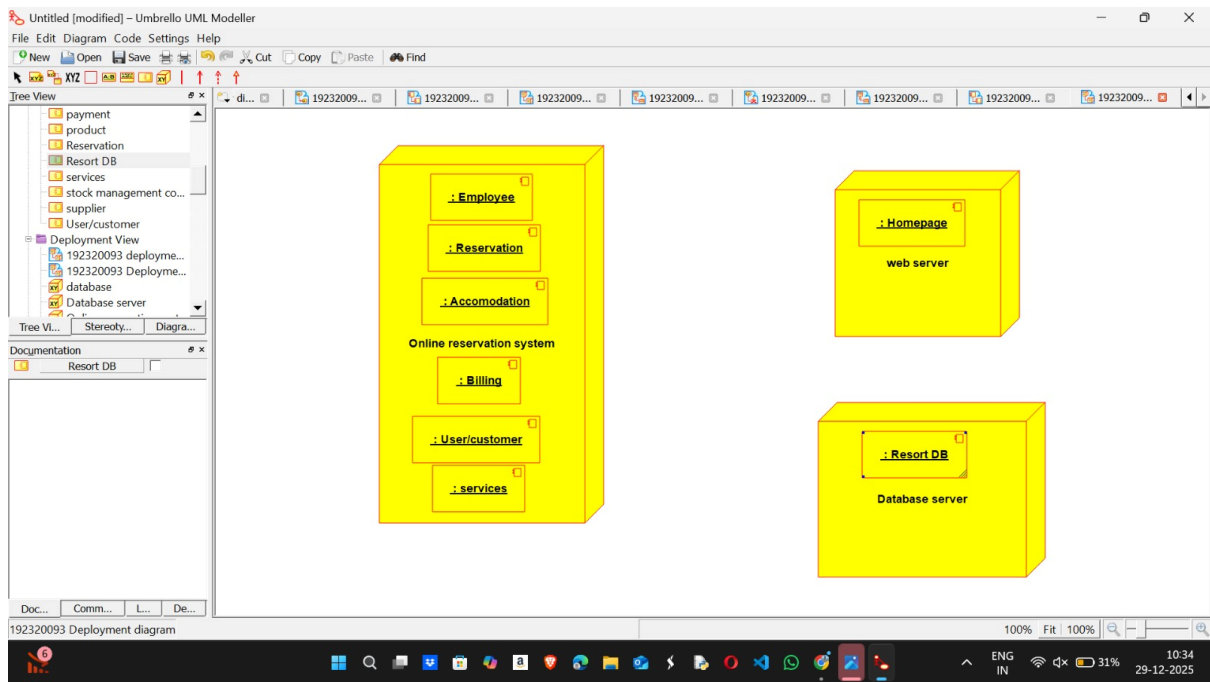 Untitled [modified] – Umbrello UML Modeller
File Edit Diagram Code Settings Help
New Open Save Cut Copy Paste Find
XYZ
Tree View
di... 19232009... 19232009... 19232009... 19232009... 19232009... 19232009... 19232009... 19232009...
payment
product
Reservation
Resort DB
services
stock management co...
supplier
User/customer
Deployment View
192320093 deployme...
192320093 Deployme...
database
Database server
Tree Vi... Stereoty... Diagra...
Documentation
Resort DB
: Employee
: Reservation
: Accomodation
Online reservation system
: Billing
: User/customer
: services
: Homepage
web server
: Resort DB
Database server
Doc... Comm... L... De...
192320093 Deployment diagram
100% Fit 100%
6
ENG
IN
31%
10:34
29-12-2025